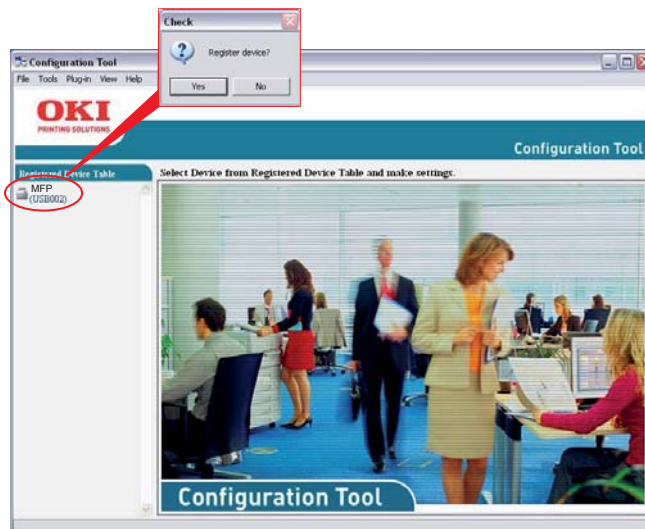 Check
Register device?
Yes No
Configuration Tool
File Tools Plug-in View Help
OKI
PRINTING SOLUTIONS
Configuration Tool
Registered Device Table
Select Device from Registered Device Table and make settings.
MFP
(USB002)
Configuration Tool